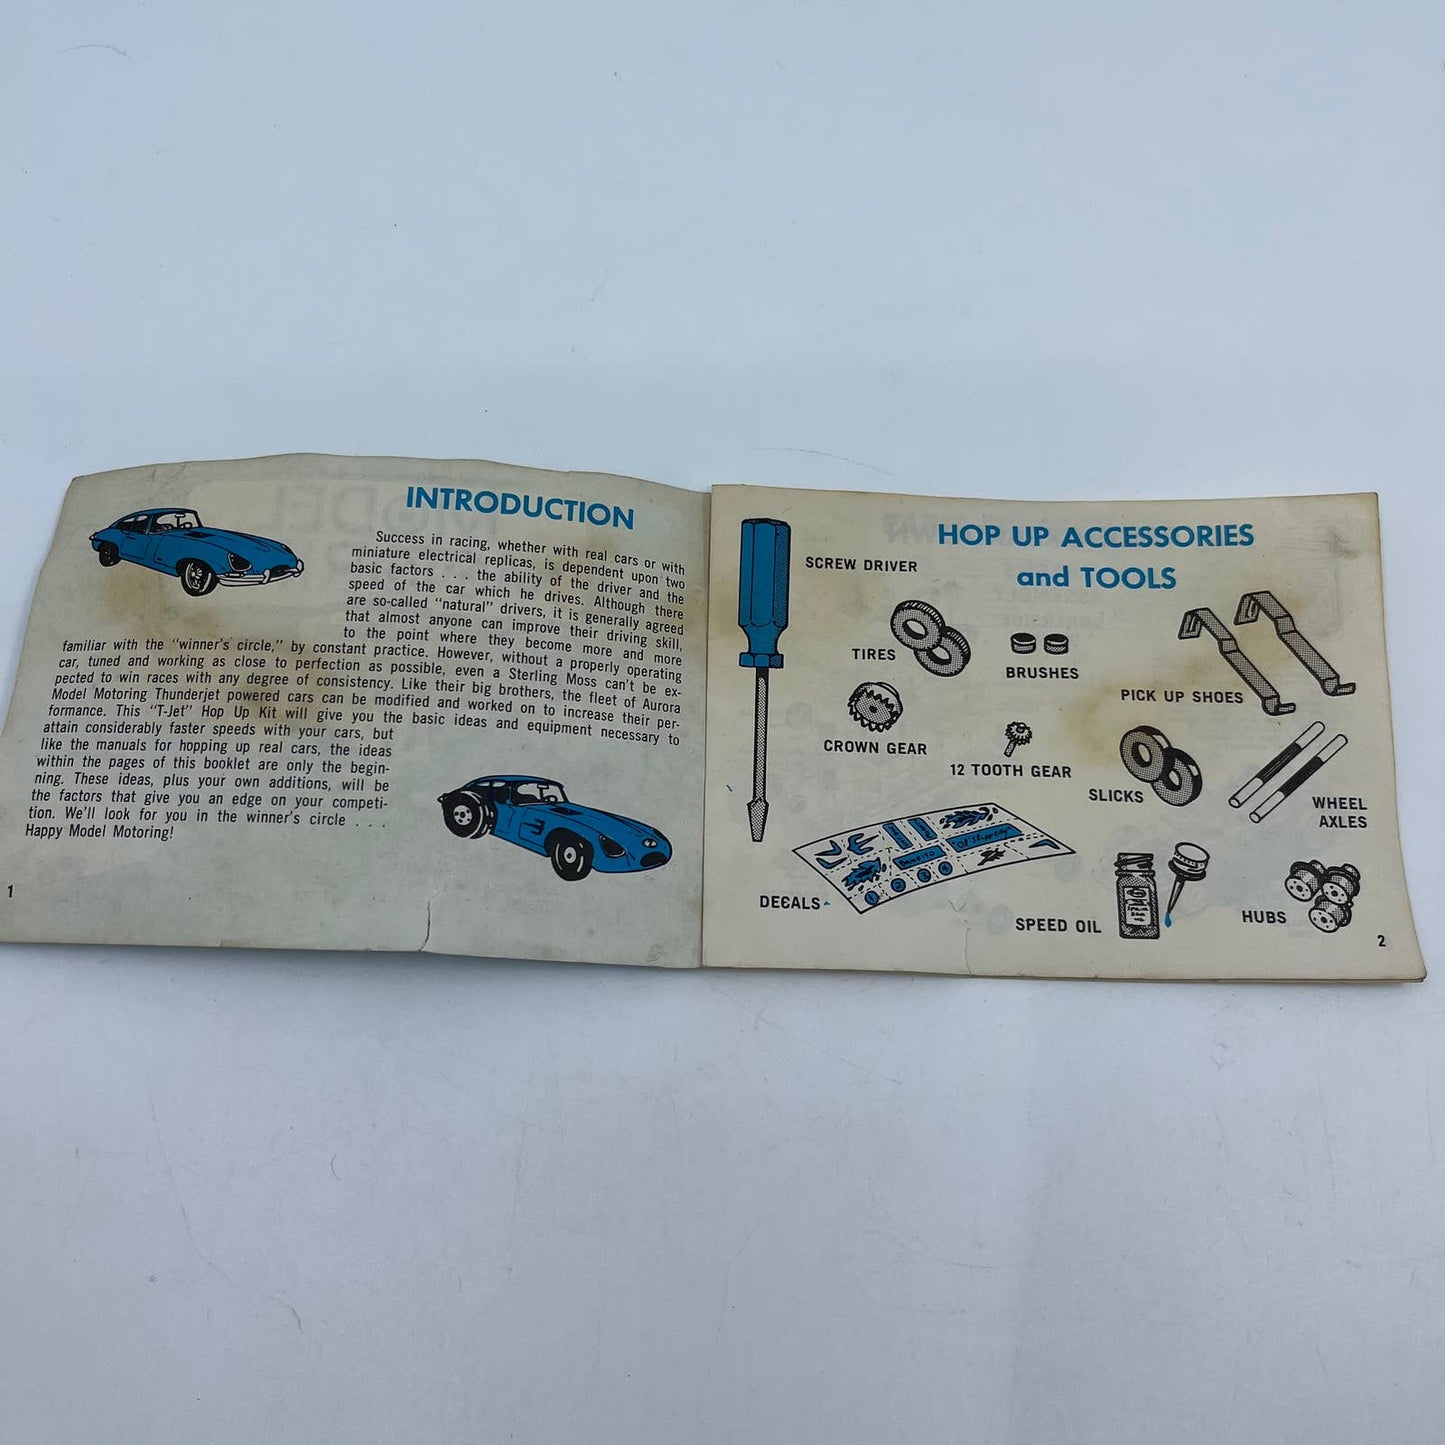 INTRODUCTION
Success in racing, whether with real cars or with
miniature electrical replicas, is dependent upon two
basic factors . . . the ability of the driver and the
speed of the car which he drives. Although there
are so-called "natural" drivers, it is generally agreed
that almost anyone can improve their driving skill,
to the point where they become more and more
familiar with the "winner's circle," by constant practice. However, without a properly operating
car, tuned and working as close to perfection as possible, even a Sterling Moss can't be ex-
pected to win races with any degree of consistency. Like their big brothers, the fleet of Aurora
Model Motoring Thunderjet powered cars can be modified and worked on to increase their per-
formance. This "T-Jet" Hop Up Kit will give you the basic ideas and equipment necessary to
attain considerably faster speeds with your cars, but
like the manuals for hopping up real cars, the ideas
within the pages of this booklet are only the begin-
ning. These ideas, plus your own additions, will be
the factors that give you an edge on your competi-
tion. We'll look for you in the winner's circle . . .
Happy Model Motoring!
1
HOP UP ACCESSORIES
and TOOLS
SCREW DRIVER
TIRES
BRUSHES
PICK UP SHOES
CROWN GEAR
12 TOOTH GEAR
SLICKS
WHEEL
AXLES
DECALS
BANDITO
1 2 3 4
SPEED OIL
HUBS
2